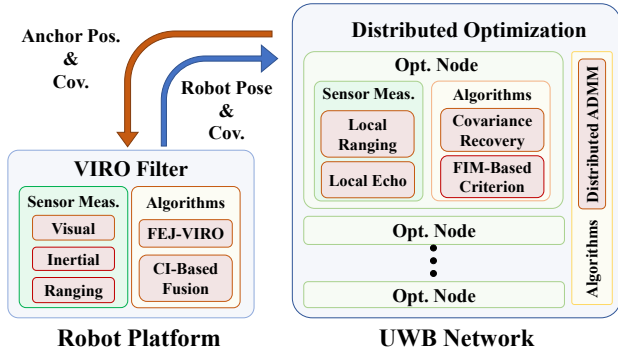 Anchor Pos.
&
Cov.
Robot Pose
&
Cov.
VIRO Filter
Sensor Meas.
Visual
Inertial
Ranging
Algorithms
FEJ-VIRO
CI-Based
Fusion
Robot Platform
Distributed Optimization
Opt. Node
Sensor Meas.
Local
Ranging
Local Echo
Algorithms
Covariance
Recovery
FIM-Based
Criterion
Opt. Node
Opt. Node
Distributed ADMM
Algorithms
UWB Network